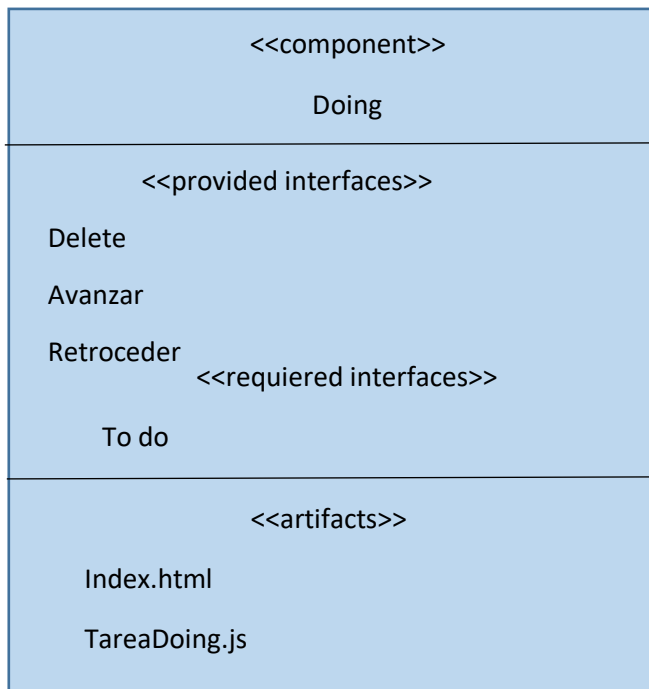 <<component>>
Doing
<<provided interfaces>>
Delete
Avanzar
Retroceder
<<requiered interfaces>>
To do
<<artifacts>>
Index.html
TareaDoing.js